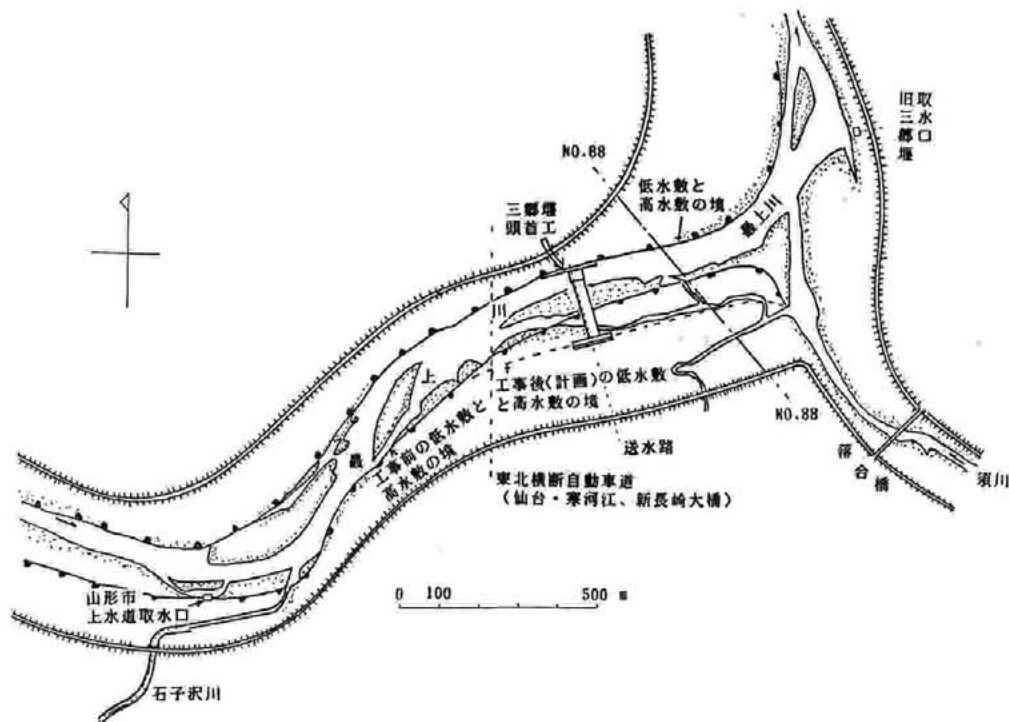 取水口
旧三郷堰
NO.88
低水敷と
高水敷の境
三郷堰
頭首工
最上川
川
上
最
工事後(計画)の低水敷
と高水敷の境
工事前の低水敷と
高水敷の境
NO.88
送水路
落合橋
須川
東北横断自動車道
(仙台・寒河江、新長崎大橋)
0 100 500 m
山形市
上水道取水口
石子沢川